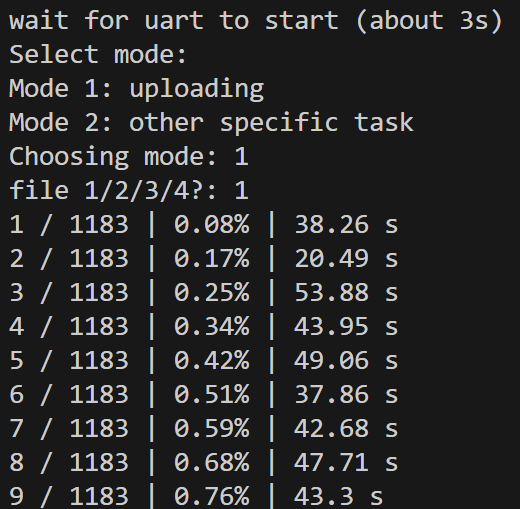 wait for uart to start (about 3s)
Select mode:
Mode 1: uploading
Mode 2: other specific task
Choosing mode: 1
file 1/2/3/4?: 1
1 / 1183 | 0.08% | 38.26 s
2 / 1183 | 0.17% | 20.49 s
3 / 1183 | 0.25% | 53.88 s
4 / 1183 | 0.34% | 43.95 s
5 / 1183 | 0.42% | 49.06 s
6 / 1183 | 0.51% | 37.86 s
7 / 1183 | 0.59% | 42.68 s
8 / 1183 | 0.68% | 47.71 s
9 / 1183 | 0.76% | 43.3 s